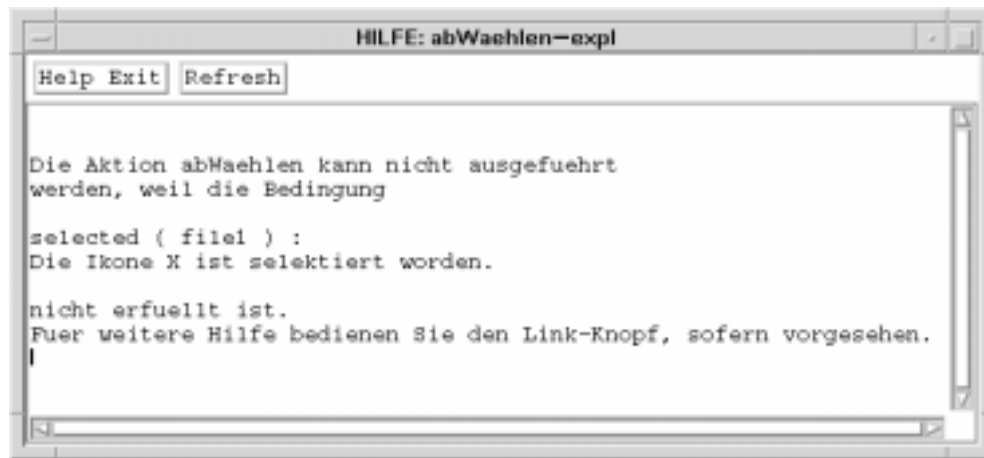 HILFE: abWaehlen-expl
Help Exit Refresh
Die Aktion abWaehlen kann nicht ausgefuehrt
werden, weil die Bedingung
selected ( file1 ) :
Die Ikone X ist selektiert worden.
nicht erfuellt ist.
Fuer weitere Hilfe bedienen Sie den Link-Knopf, sofern vorgesehen.